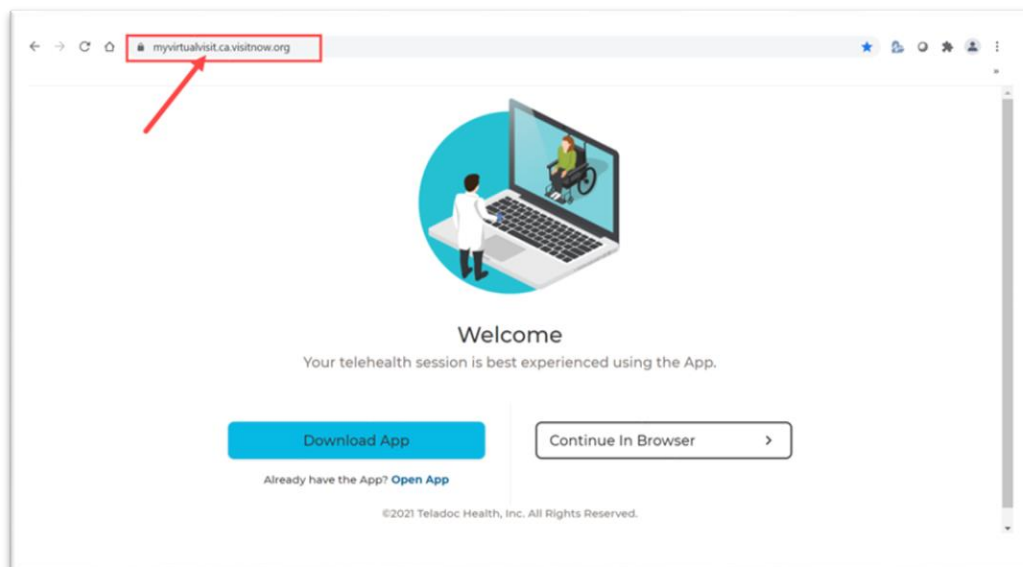 myvirtualvisit.ca.visitnow.org
Welcome
Your telehealth session is best experienced using the App.
Download App
Continue In Browser
Already have the App? Open App
©2021 Teladoc Health, Inc. All Rights Reserved.